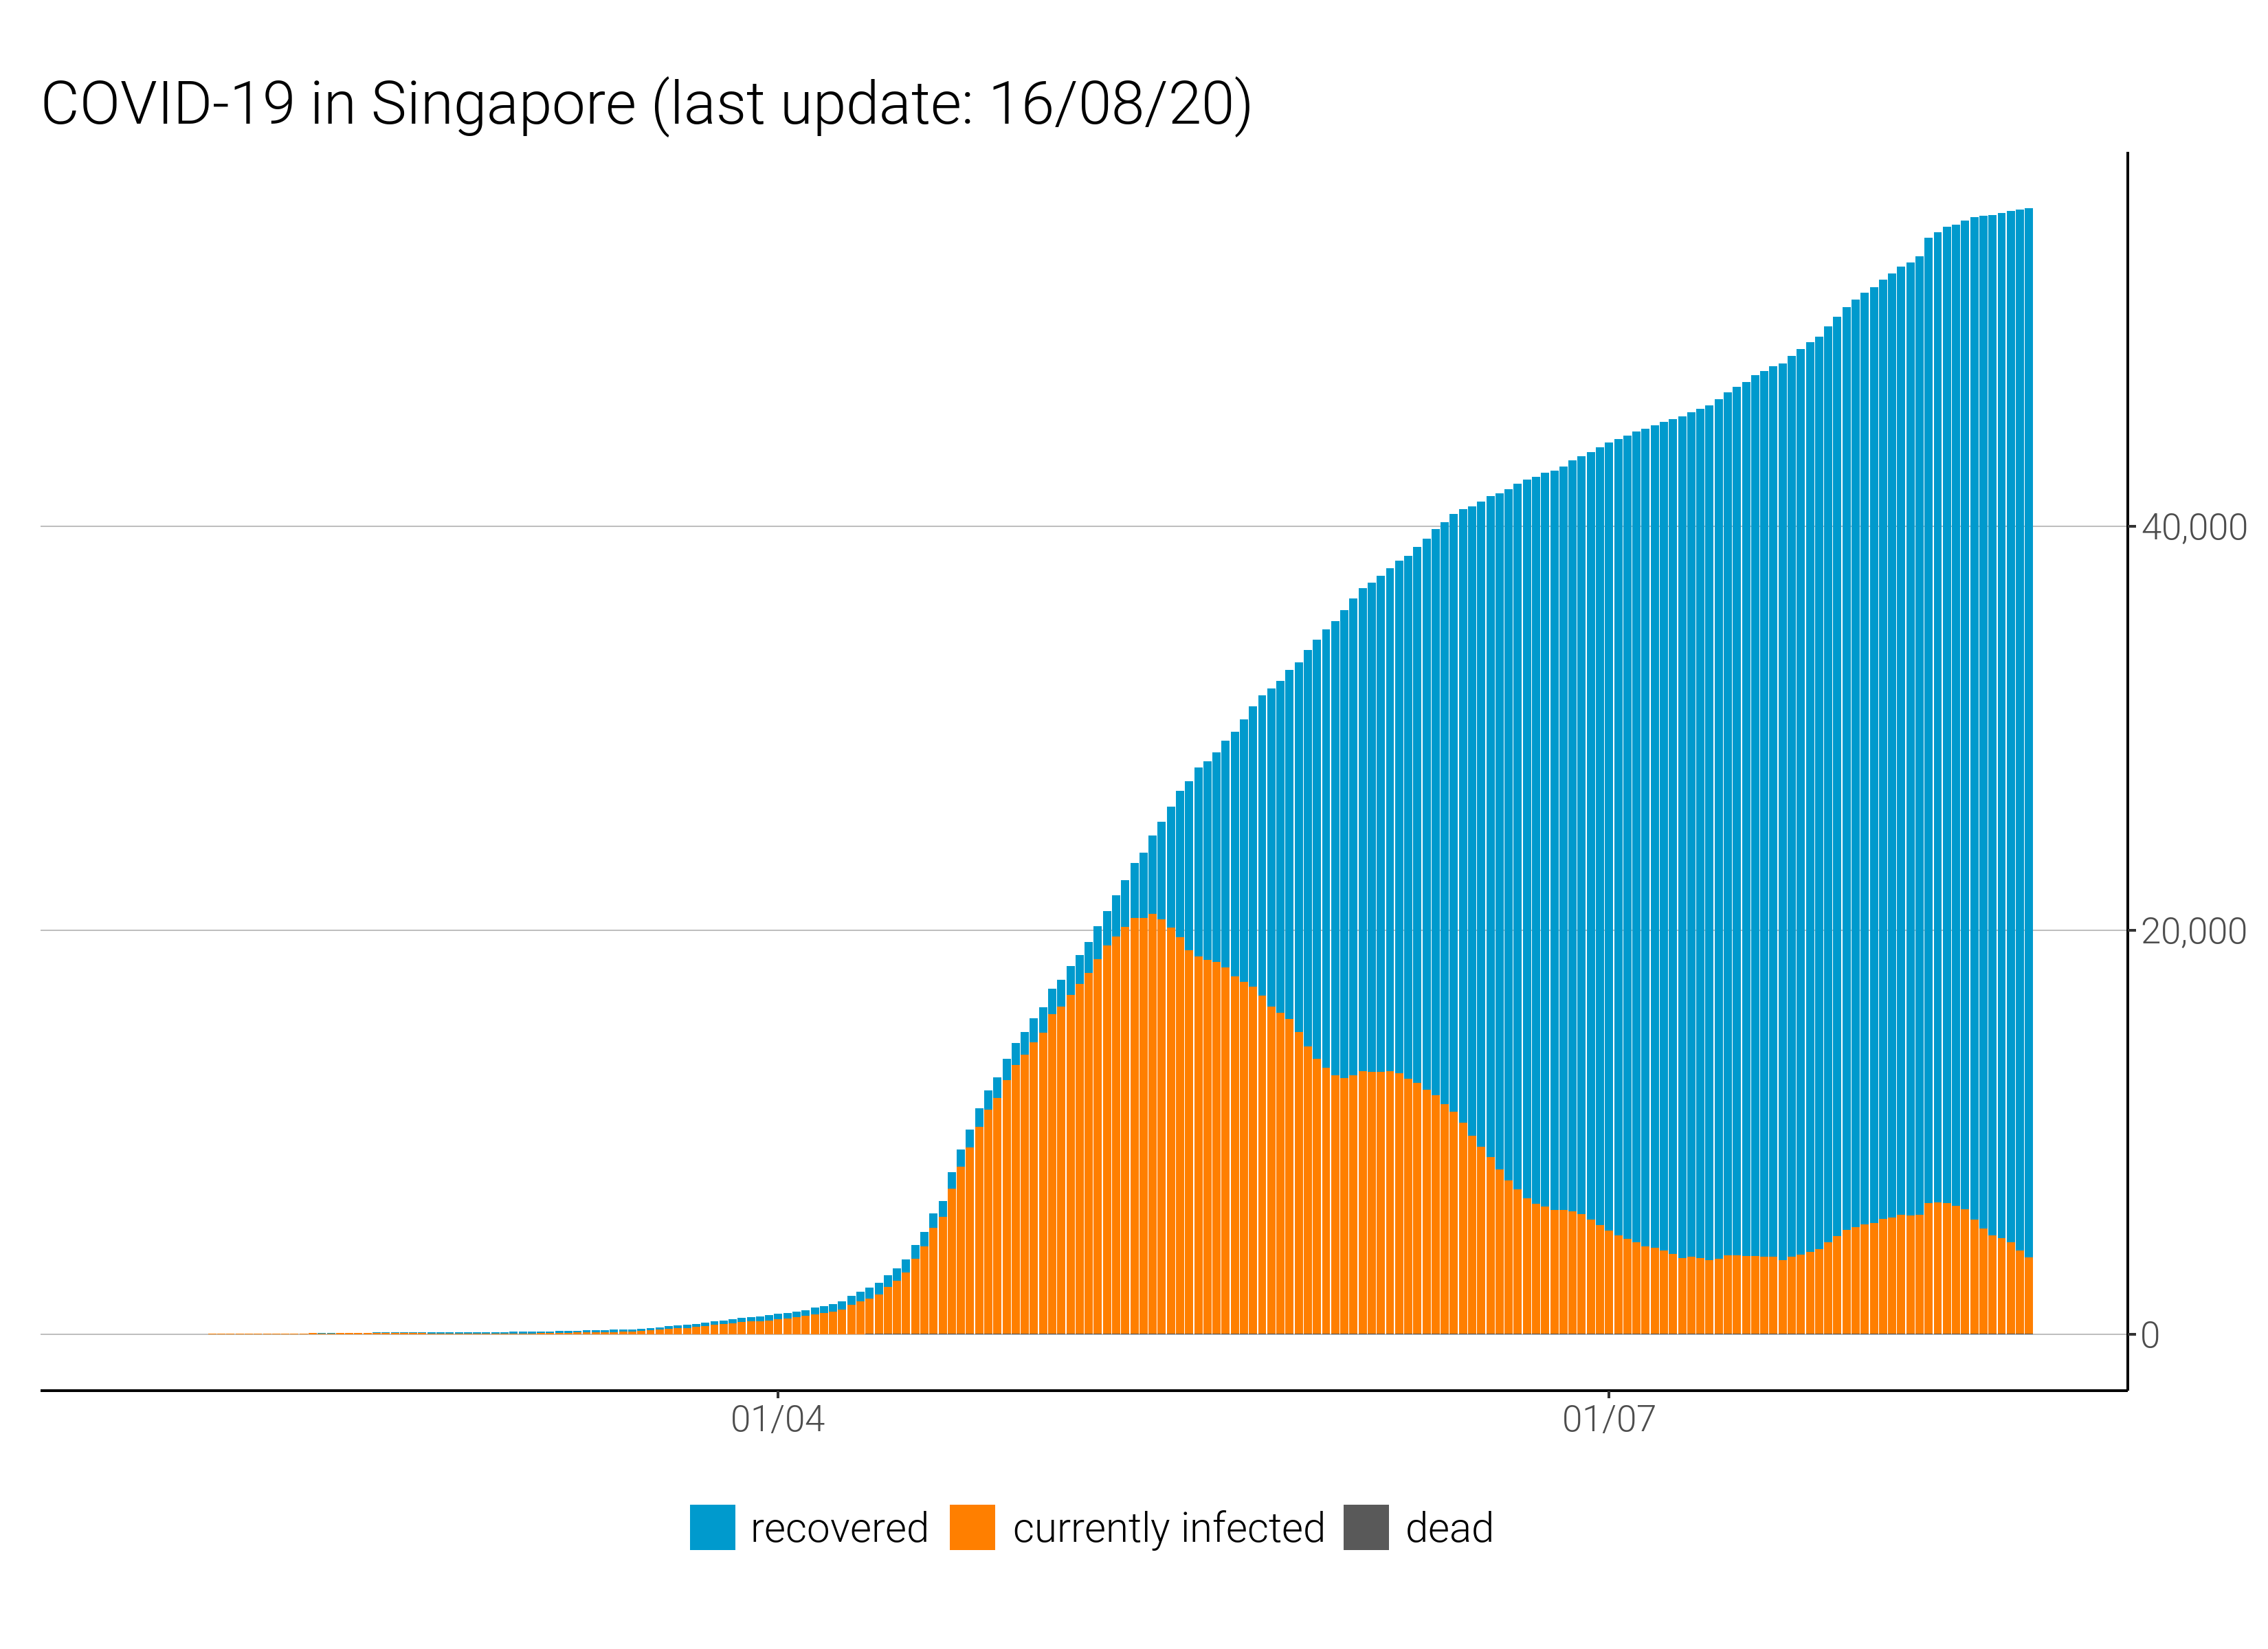 COVID-19 in Singapore (last update: 16/08/20)
40,000
20,000
0
01/04 01/07
recovered currently infected dead